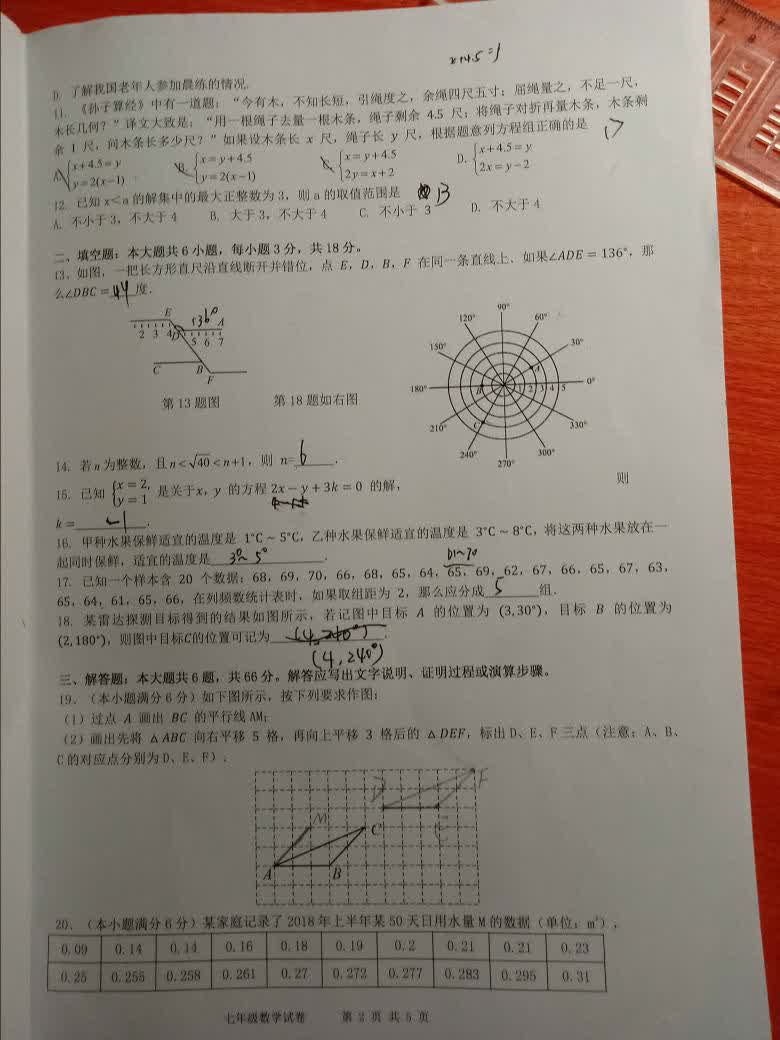 x+4.5=y
D. 了解我国老年人参加晨练的情况.
11. 《孙子算经》中有一道题：“今有木，不知长短，引绳度之，余绳四尺五寸；屈绳量之，不足一尺，
木长几何？”译文大致是：“用一根绳子去量一根木条，绳子剩余 4.5 尺；将绳子对折再量木条，木条剩
余 1 尺，问木条长多少尺？”如果设木条长 x 尺，绳子长 y 尺，根据题意列方程组正确的是 D
A. {x+4.5=y y=2(x-1) B. {x=y+4.5 y=2(x-1) C. {x=y+4.5 2y=x+2 D. {x+4.5=y 2x=y-2
12. 已知 x＜a 的解集中的最大正整数为 3，则 a 的取值范围是 B
A. 不小于 3，不大于 4 B. 大于 3，不大于 4 C. 不小于 3 D. 不大于 4
二、填空题：本大题共 6 小题，每小题 3 分，共 18 分。
13. 如图，一把长方形直尺沿直线断开并错位，点 E，D，B，F 在同一条直线上．如果∠ADE = 136°，那
么∠DBC = 44 度.
E 136° A
2 3 4 D 5 6 7
C B
F
第 13 题图 第 18 题如右图
90°
120° 60°
150° 30°
A
180° B 1 2 3 4 5 0°
C
210° 330°
240° 300°
270°
14. 若 n 为整数，且 n<√40<n+1，则 n= 6 .
15. 已知 {x = 2, y = 1 是关于x，y 的方程 2x − y + 3k = 0 的解，
则
k = -1 .
16. 甲种水果保鲜适宜的温度是 1°C ~ 5°C，乙种水果保鲜适宜的温度是 3°C ~ 8°C，将这两种水果放在一
起同时保鲜，适宜的温度是 3°~5° .
61~70
17. 已知一个样本含 20 个数据：68，69，70，66，68，65，64，65，69，62，67，66，65，67，63，
65，64，61，65，66，在列频数统计表时，如果取组距为 2，那么应分成 5 组.
18. 某雷达探测目标得到的结果如图所示，若记图中目标 A 的位置为 (3,30°)，目标 B 的位置为
(2,180°)，则图中目标C的位置可记为 (4,240°) .
(4,240°)
三、解答题：本大题共 6 题，共 66 分。解答应写出文字说明、证明过程或演算步骤。
19. （本小题满分 6 分）如下图所示，按下列要求作图：
（1）过点 A 画出 BC 的平行线 AM；
（2）画出先将 △ABC 向右平移 5 格，再向上平移 3 格后的 △DEF，标出 D、E、F 三点（注意：A、B、
C 的对应点分别为 D、E、F）.
D F
M C E
A B
20. （本小题满分 6 分）某家庭记录了 2018 年上半年某 50 天日用水量 M 的数据（单位：m³），
0.09 0.14 0.14 0.16 0.18 0.19 0.2 0.21 0.21 0.23
0.25 0.255 0.258 0.261 0.27 0.272 0.277 0.283 0.295 0.31
七年级数学试卷 第 2 页 共 5 页